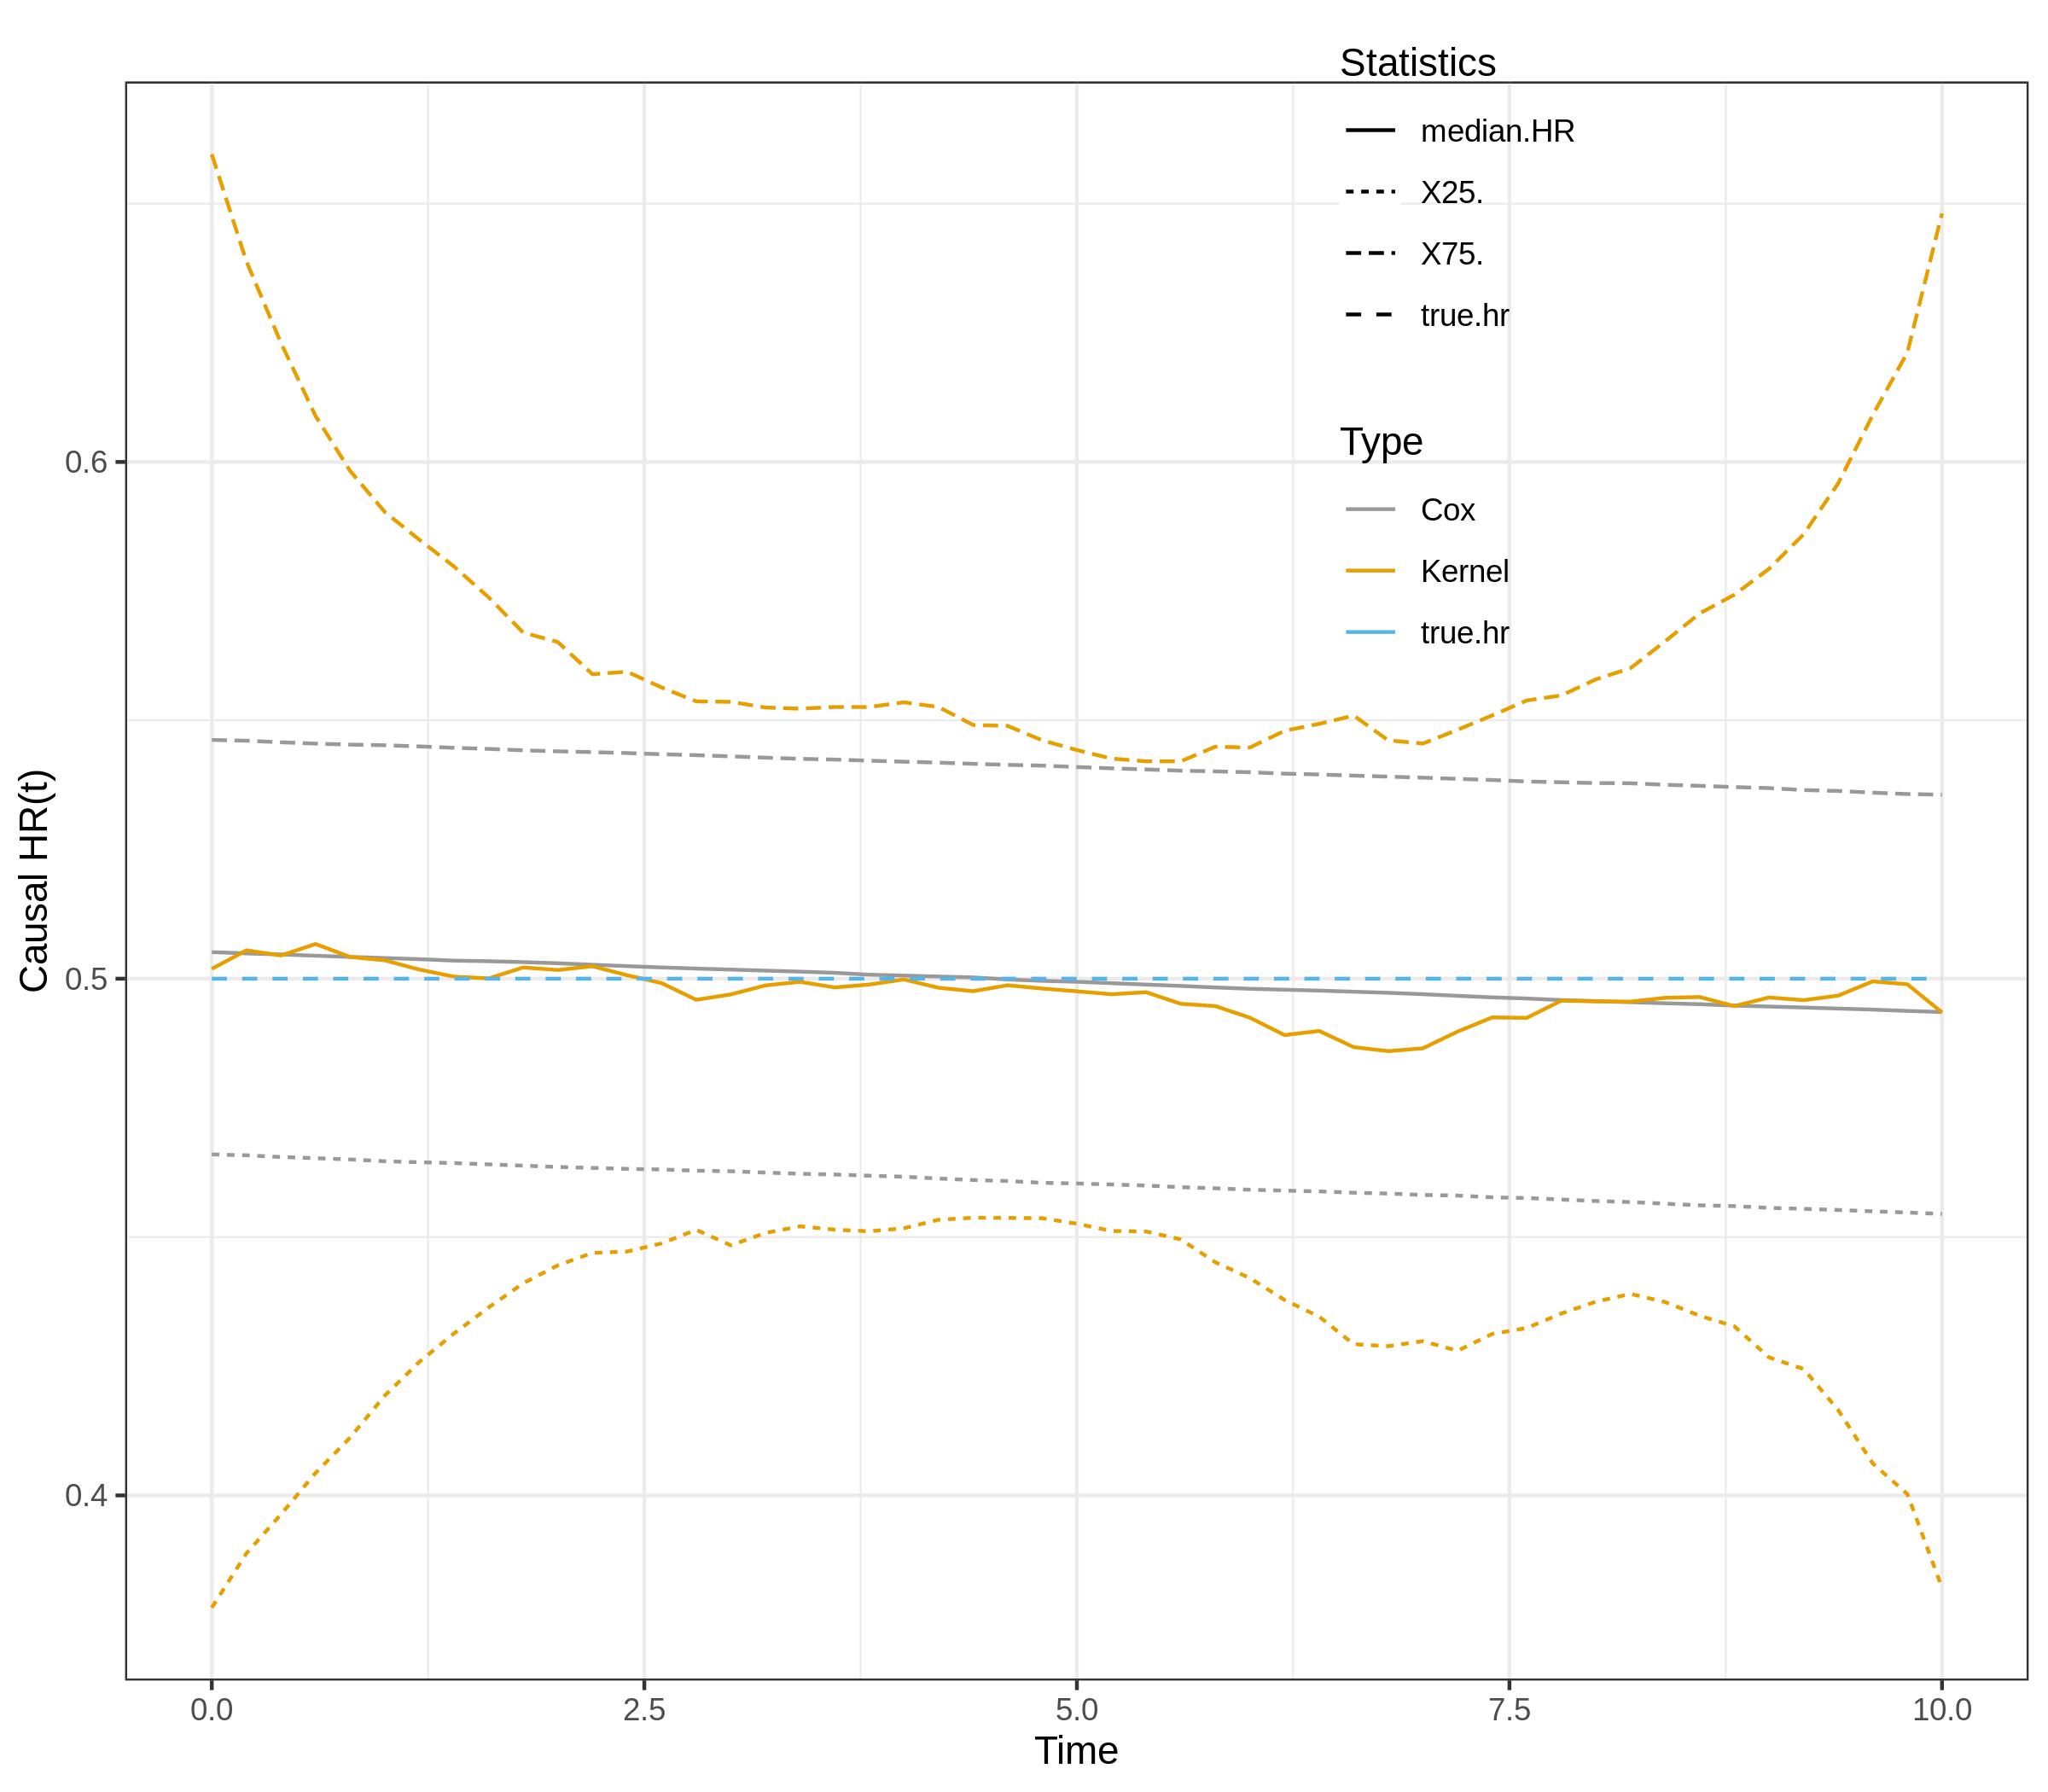 Statistics
median.HR
X25.
X75.
true.hr
Type
Cox
Kernel
true.hr
Causal HR(t)
0.6
0.5
0.4
0.0 2.5 5.0 7.5 10.0
Time